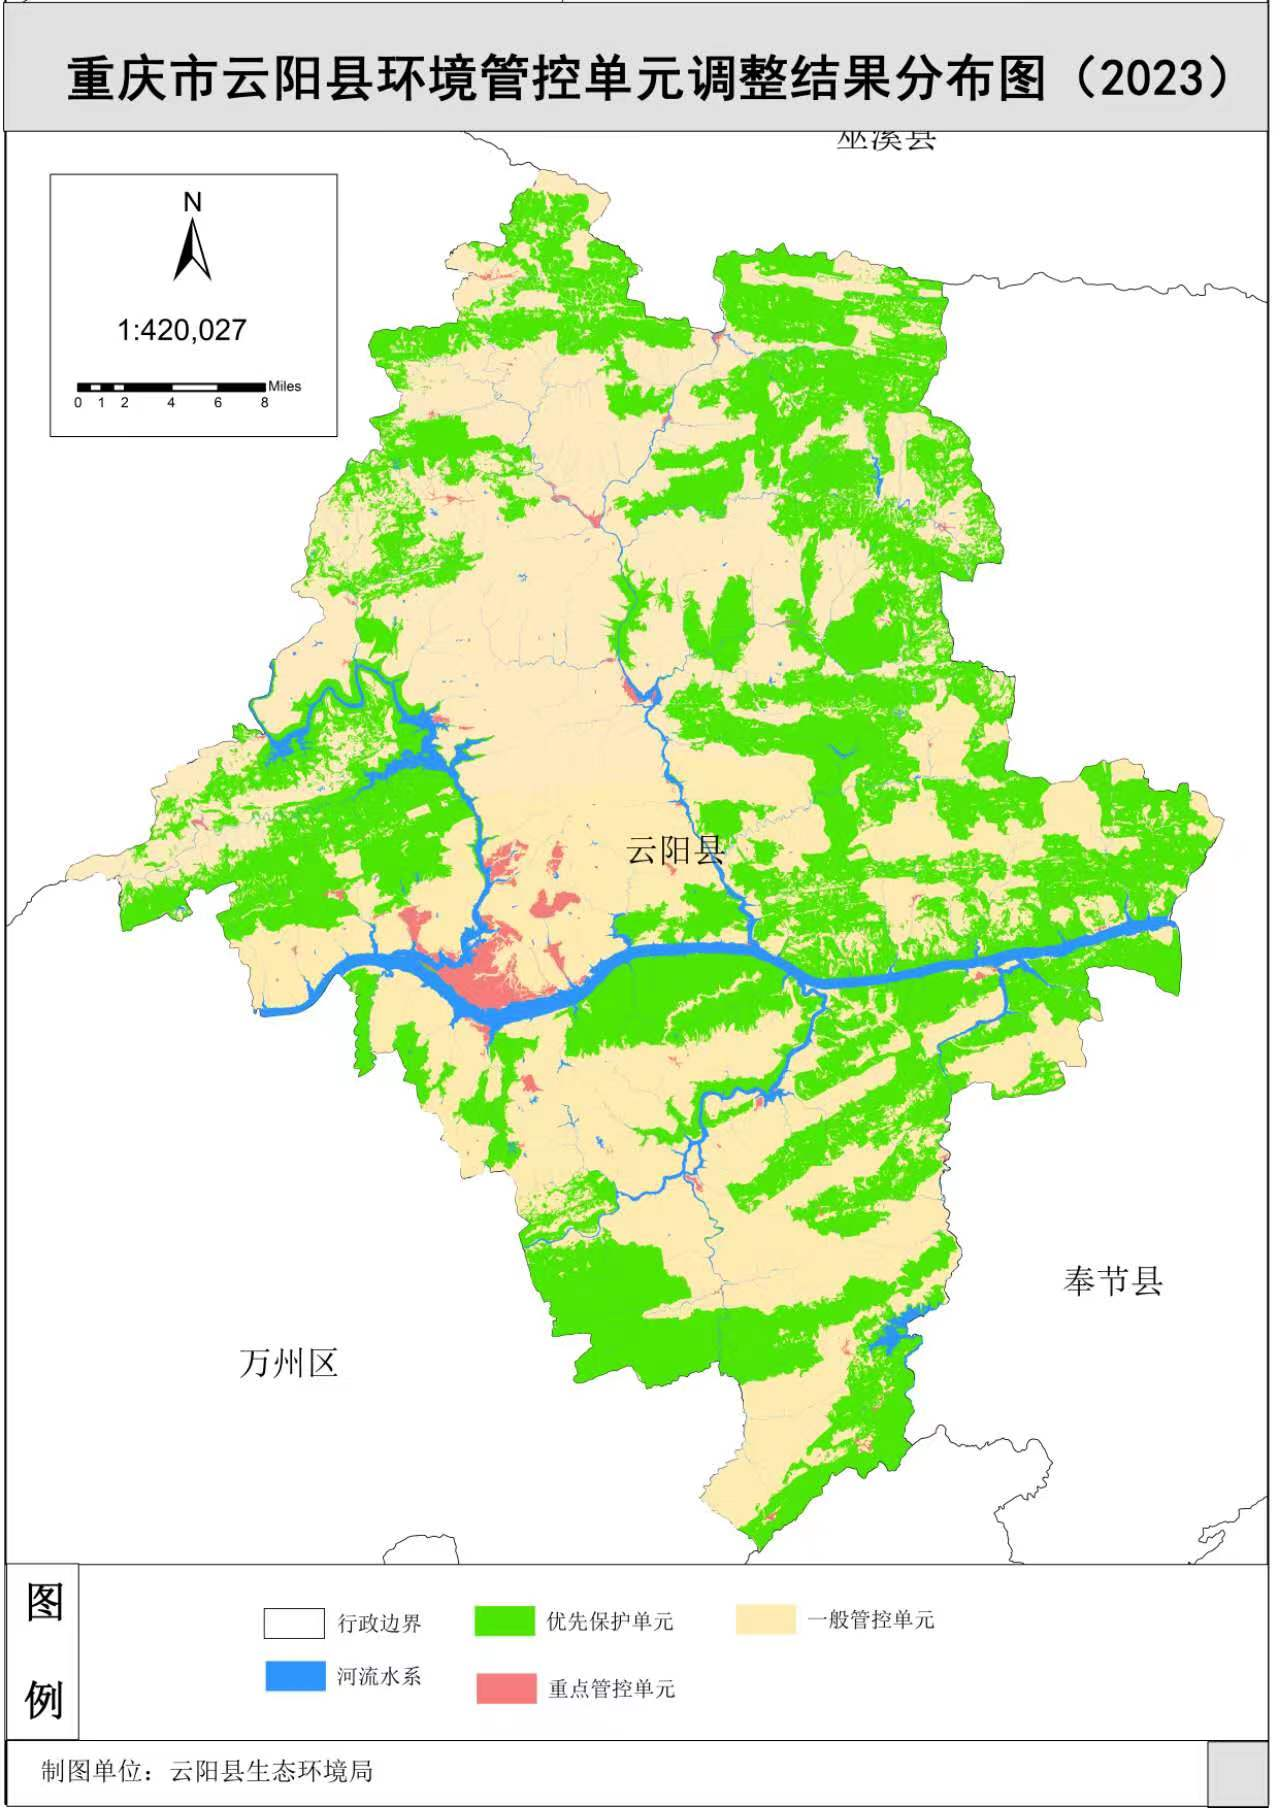 重庆市云阳县环境管控单元调整结果分布图（2023）
巫溪县
N
1:420,027
Miles
0 1 2 4 6 8
云阳县
奉节县
万州区
图例
行政边界 优先保护单元 一般管控单元
河流水系 重点管控单元
制图单位：云阳县生态环境局